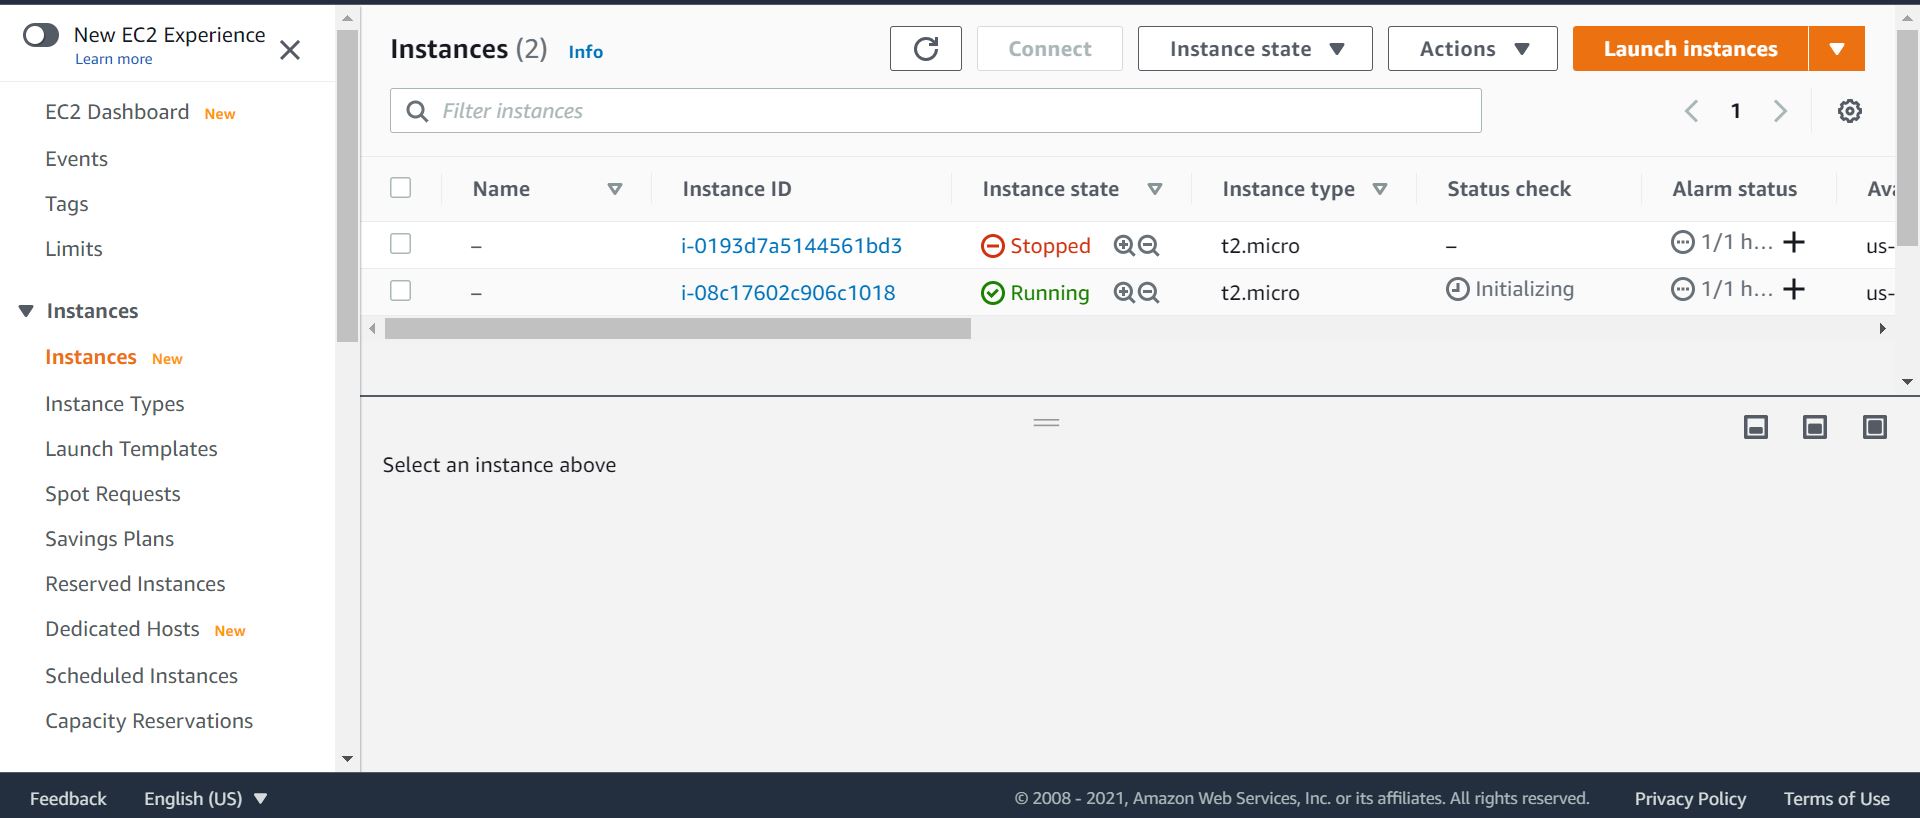 New EC2 Experience
Learn more
EC2 Dashboard New
Events
Tags
Limits
Instances
Instances New
Instance Types
Launch Templates
Spot Requests
Savings Plans
Reserved Instances
Dedicated Hosts New
Scheduled Instances
Capacity Reservations
Instances (2) Info
Connect
Instance state
Actions
Launch instances
Filter instances
1
Name Instance ID Instance state Instance type Status check Alarm status Ava
– i-0193d7a5144561bd3 Stopped t2.micro – 1/1 h... + us-
– i-08c17602c906c1018 Running t2.micro Initializing 1/1 h... + us-
Select an instance above
Feedback English (US) © 2008 - 2021, Amazon Web Services, Inc. or its affiliates. All rights reserved. Privacy Policy Terms of Use